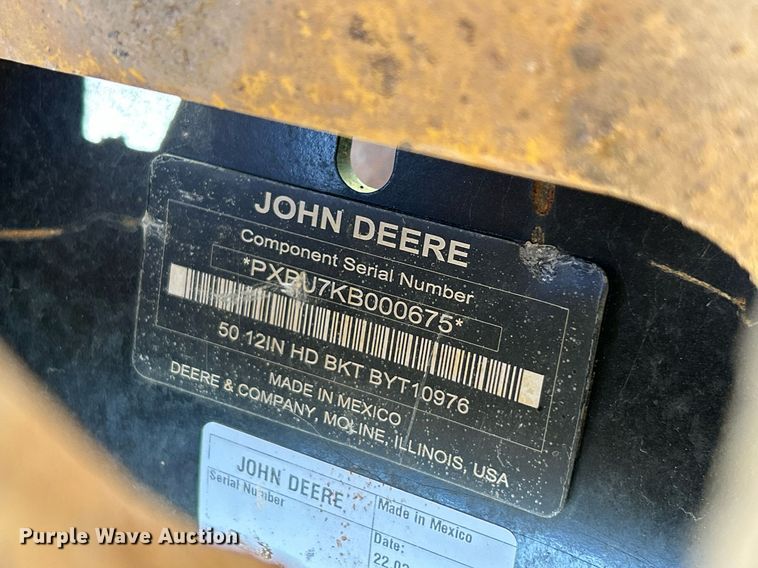 JOHN DEERE
Component Serial Number
50 12IN HD BKT BYT10976
MADE IN MEXICO
DEERE & COMPANY, MOLINE, ILLINOIS, USA
JOHN DEERE
Serial Number
Made in Mexico
Date:
Purple Wave Auction